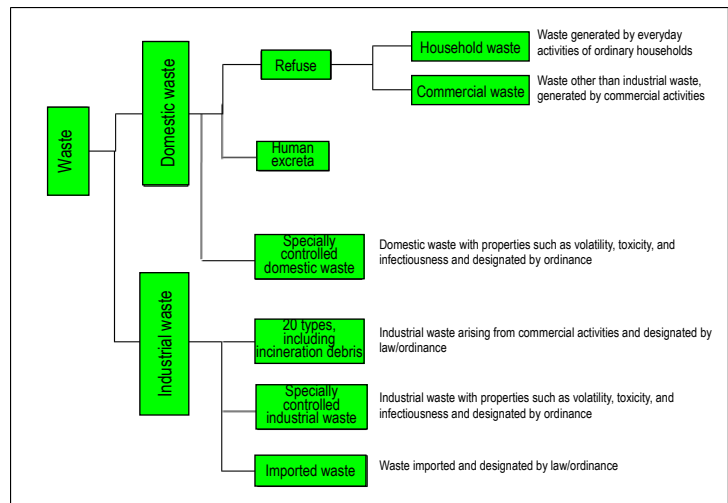 Waste
Domestic waste
Refuse
Household waste
Waste generated by everyday
activities of ordinary households
Commercial waste
Waste other than industrial waste,
generated by commercial activities
Human
excreta
Specially
controlled
domestic waste
Domestic waste with properties such as volatility, toxicity, and
infectiousness and designated by ordinance
Industrial waste
20 types,
including
incineration debris
Industrial waste arising from commercial activities and designated by
law/ordinance
Specially
controlled
industrial waste
Industrial waste with properties such as volatility, toxicity, and
infectiousness and designated by ordinance
Imported waste
Waste imported and designated by law/ordinance